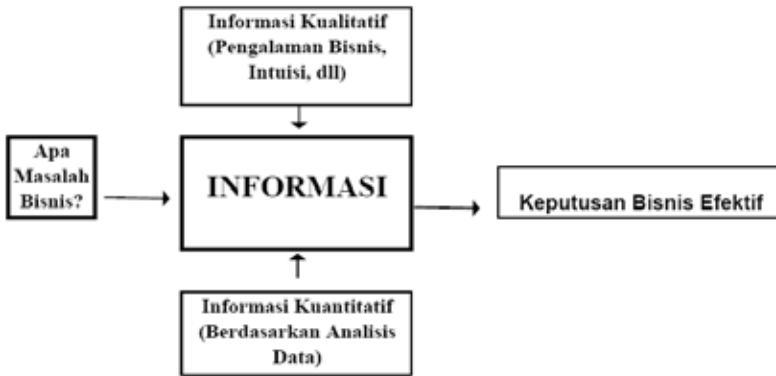 Informasi Kualitatif
(Pengalaman Bisnis,
Intuisi, dll)
Apa
Masalah
Bisnis?
INFORMASI
Keputusan Bisnis Efektif
Informasi Kuantitatif
(Berdasarkan Analisis
Data)